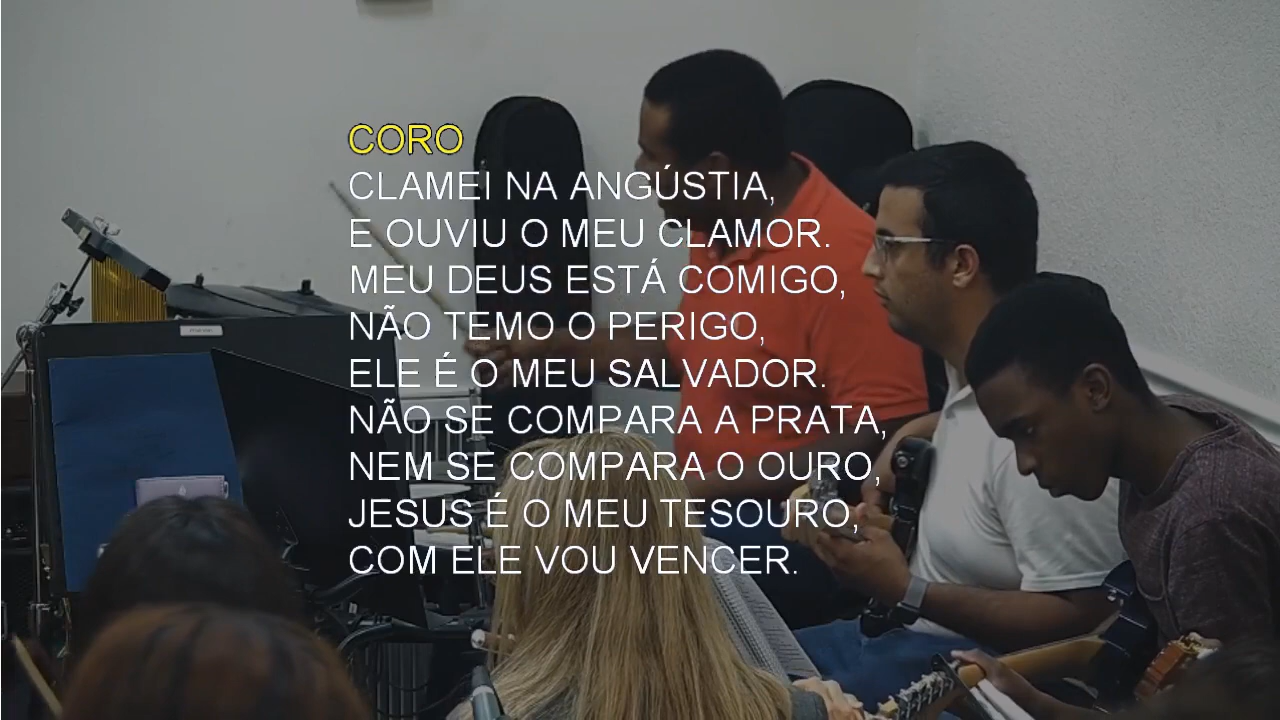 CORO
CLAMEI NA ANGÚSTIA,
E OUVIU O MEU CLAMOR.
MEU DEUS ESTÁ COMIGO,
NÃO TEMO O PERIGO,
ELE É O MEU SALVADOR.
NÃO SE COMPARA A PRATA,
NEM SE COMPARA O OURO,
JESUS É O MEU TESOURO,
COM ELE VOU VENCER.